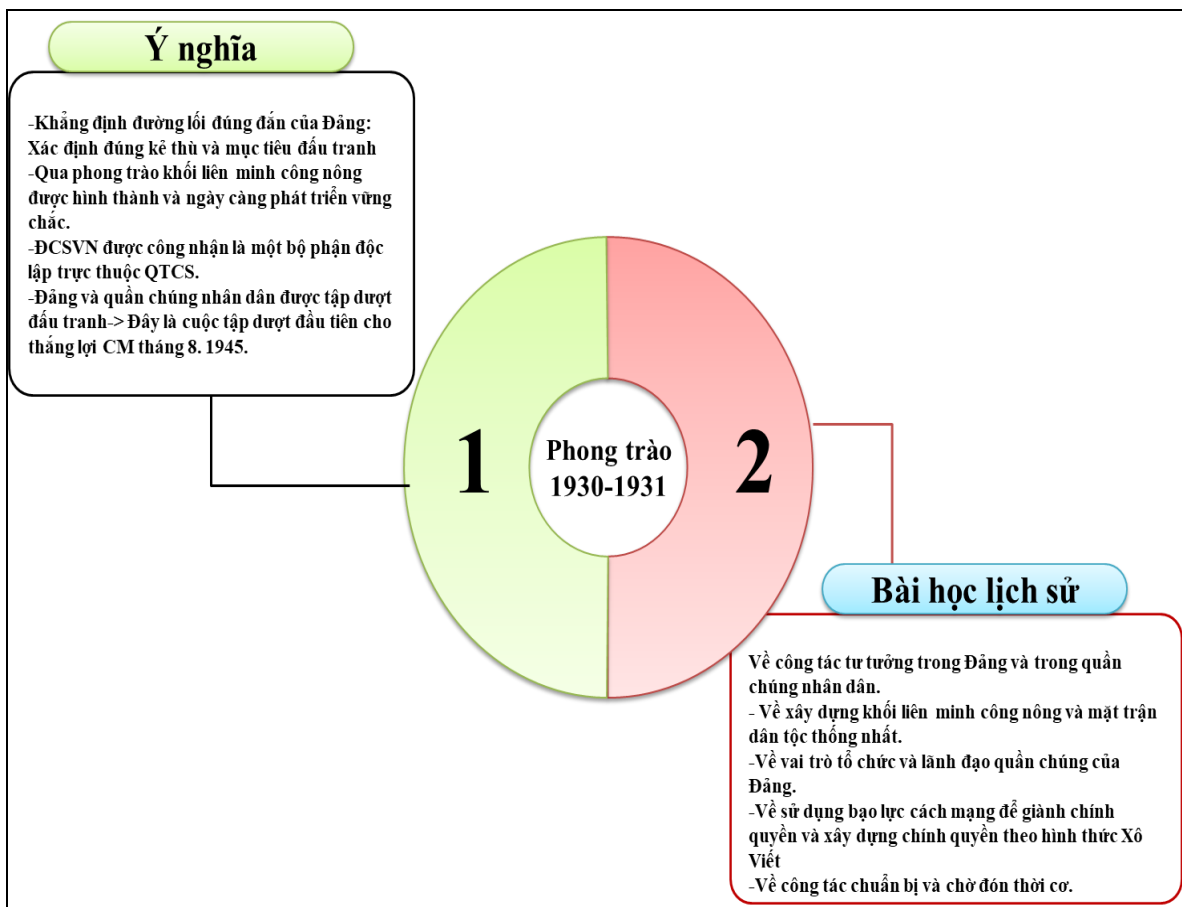 Ý nghĩa
-Khẳng định đường lối đúng đắn của Đảng:
Xác định đúng kẻ thù và mục tiêu đấu tranh
-Qua phong trào khối liên minh công nông
được hình thành và ngày càng phát triển vững
chắc.
-ĐCSVN được công nhận là một bộ phận độc
lập trực thuộc QTCS.
-Đảng và quần chúng nhân dân được tập dượt
đấu tranh-> Đây là cuộc tập dượt đầu tiên cho
thắng lợi CM tháng 8. 1945.
1
Phong trào
1930-1931
2
Bài học lịch sử
Về công tác tư tưởng trong Đảng và trong quần
chúng nhân dân.
- Về xây dựng khối liên minh công nông và mặt trận
dân tộc thống nhất.
-Về vai trò tổ chức và lãnh đạo quần chúng của
Đảng.
-Về sử dụng bạo lực cách mạng để giành chính
quyền và xây dựng chính quyền theo hình thức Xô
Viết
-Về công tác chuẩn bị và chờ đón thời cơ.